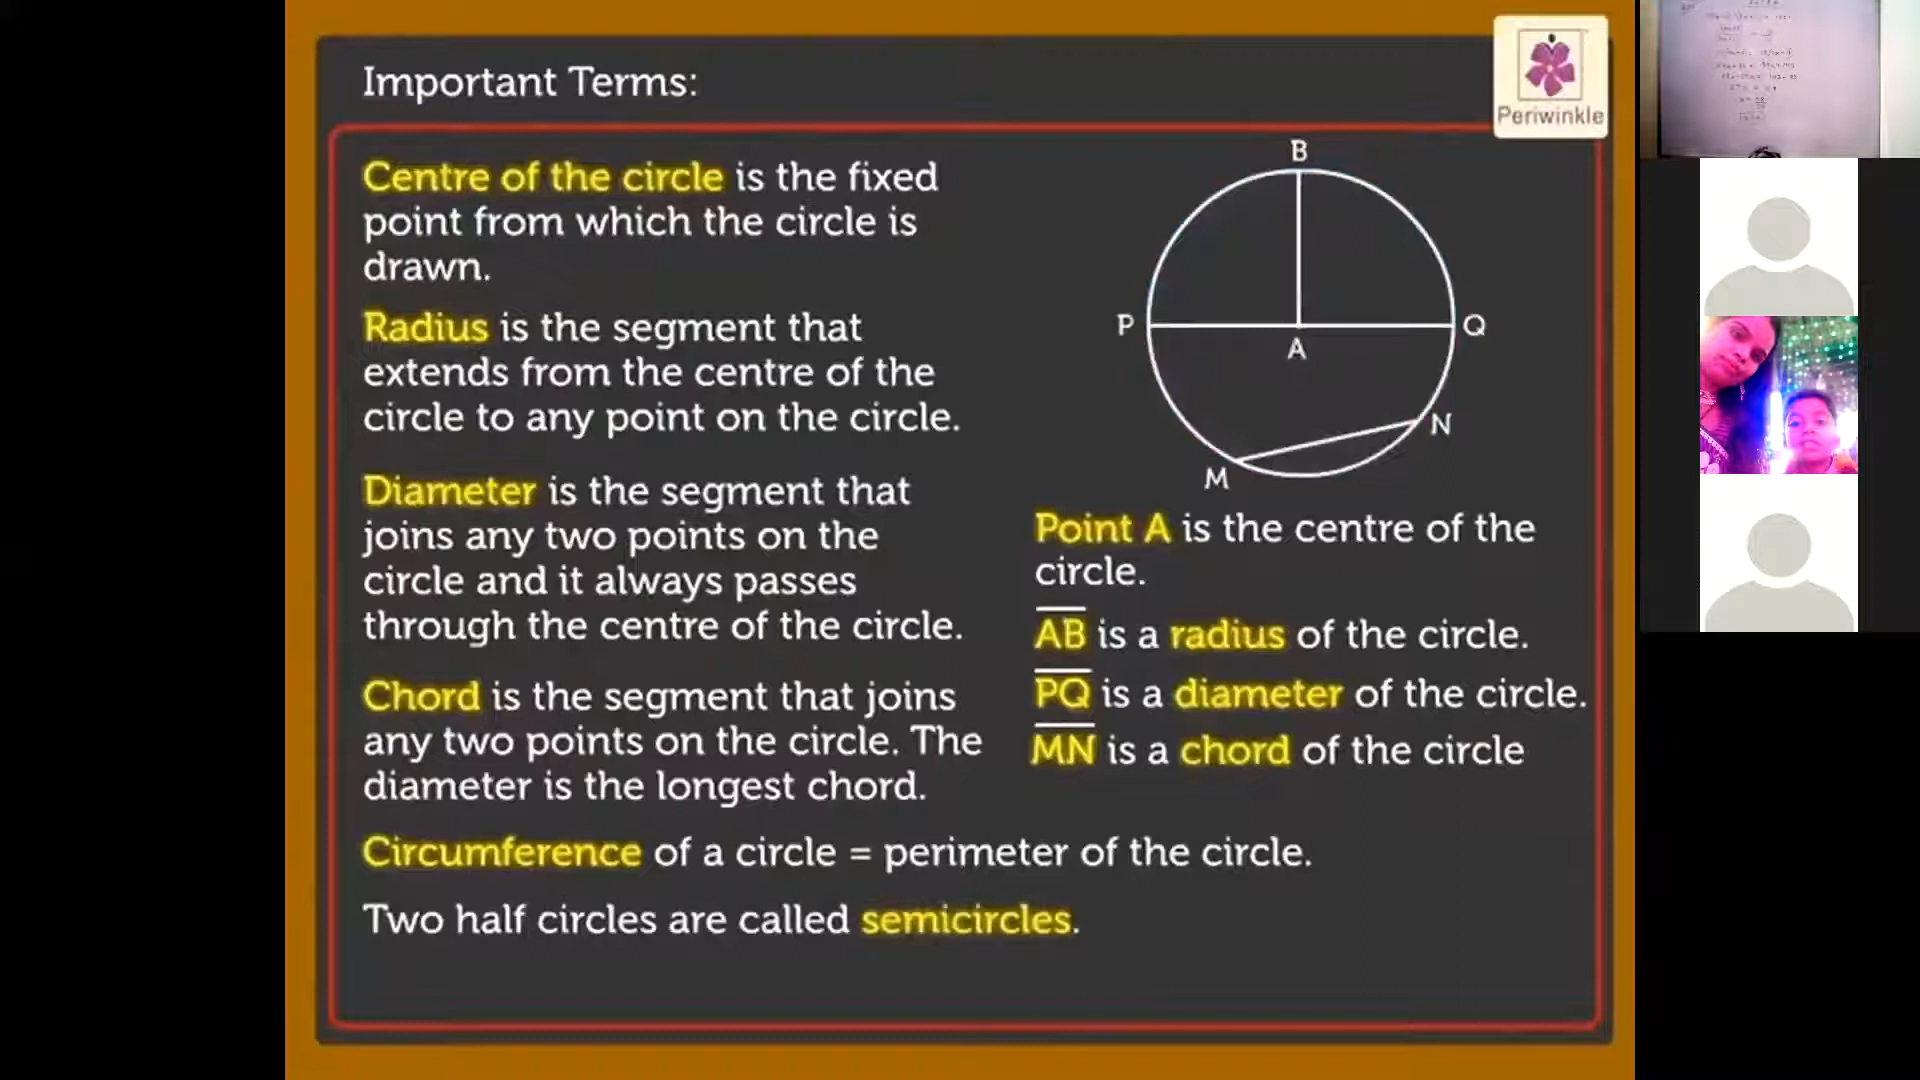 Important Terms:
Periwinkle
Centre of the circle is the fixed
point from which the circle is
drawn.
Radius is the segment that
extends from the centre of the
circle to any point on the circle.
Diameter is the segment that
joins any two points on the
circle and it always passes
through the centre of the circle.
Chord is the segment that joins
any two points on the circle. The
diameter is the longest chord.
B
P
Q
A
N
M
Point A is the centre of the
circle.
AB is a radius of the circle.
PQ is a diameter of the circle.
MN is a chord of the circle
Circumference of a circle = perimeter of the circle.
Two half circles are called semicircles.